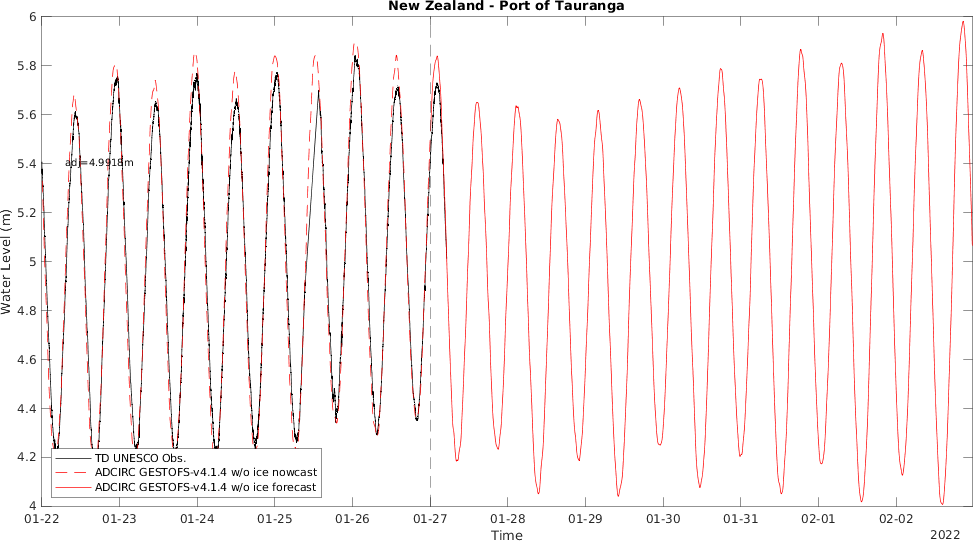 New Zealand - Port of Tauranga
6
5.8
5.6
5.4
5.2
5
4.8
4.6
4.4
4.2
4
Water Level (m)
adj=4.9918m
TD UNESCO Obs.
ADCIRC GESTOFS-v4.1.4 w/o ice nowcast
ADCIRC GESTOFS-v4.1.4 w/o ice forecast
01-22 01-23 01-24 01-25 01-26 01-27 01-28 01-29 01-30 01-31 02-01 02-02
Time
2022